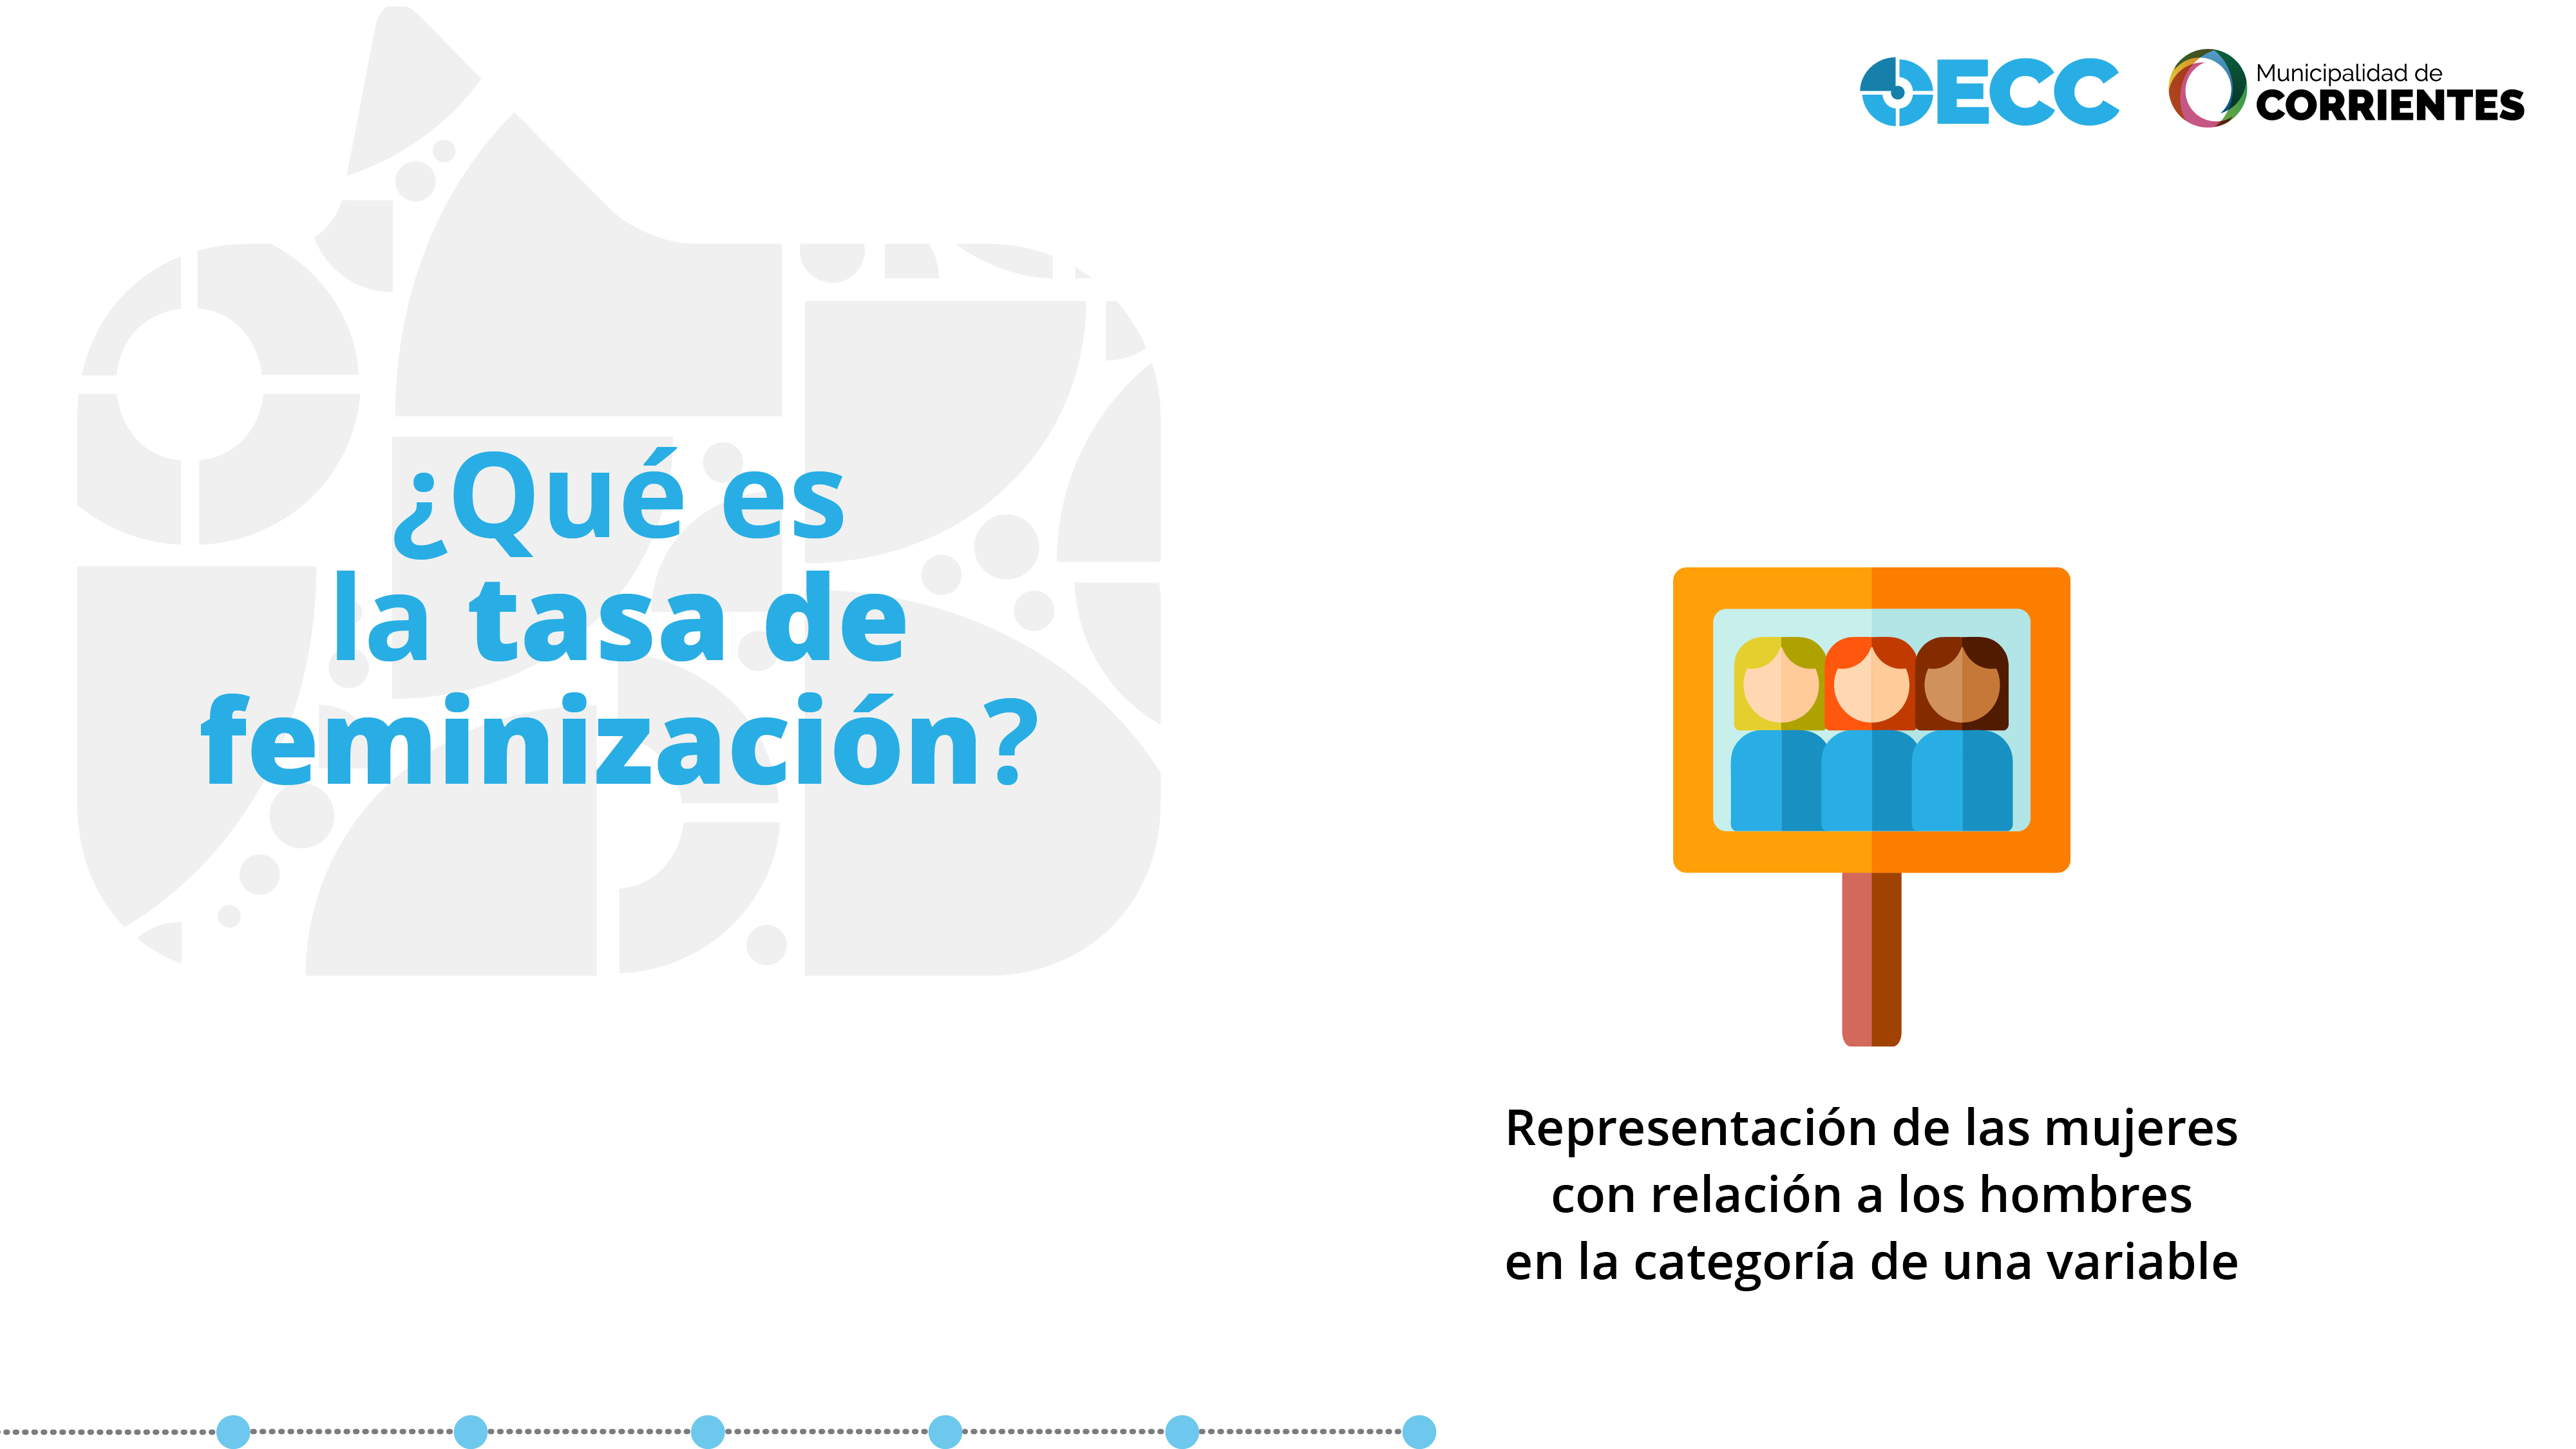 OECC
Municipalidad de
CORRIENTES
¿Qué es
la tasa de
feminización?
Representación de las mujeres
con relación a los hombres
en la categoría de una variable